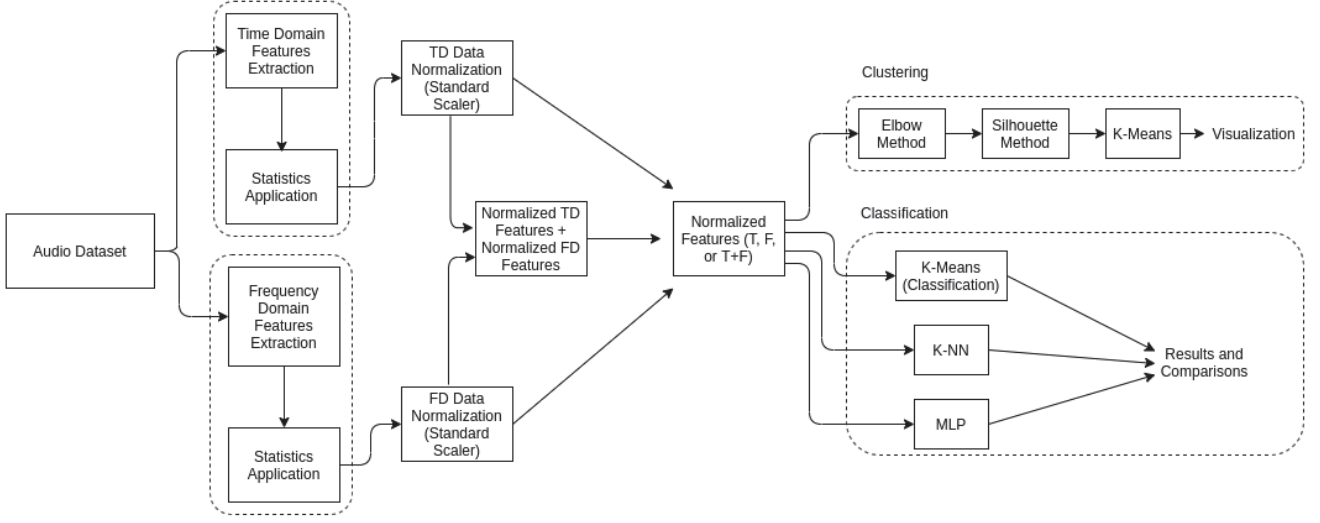 Audio Dataset
Time Domain
Features
Extraction
Statistics
Application
Frequency
Domain
Features
Extraction
Statistics
Application
TD Data
Normalization
(Standard
Scaler)
Normalized TD
Features +
Normalized FD
Features
FD Data
Normalization
(Standard
Scaler)
Normalized
Features (T, F,
or T+F)
Clustering
Elbow
Method
Silhouette
Method
K-Means
Visualization
Classification
K-Means
(Classification)
K-NN
MLP
Results and
Comparisons